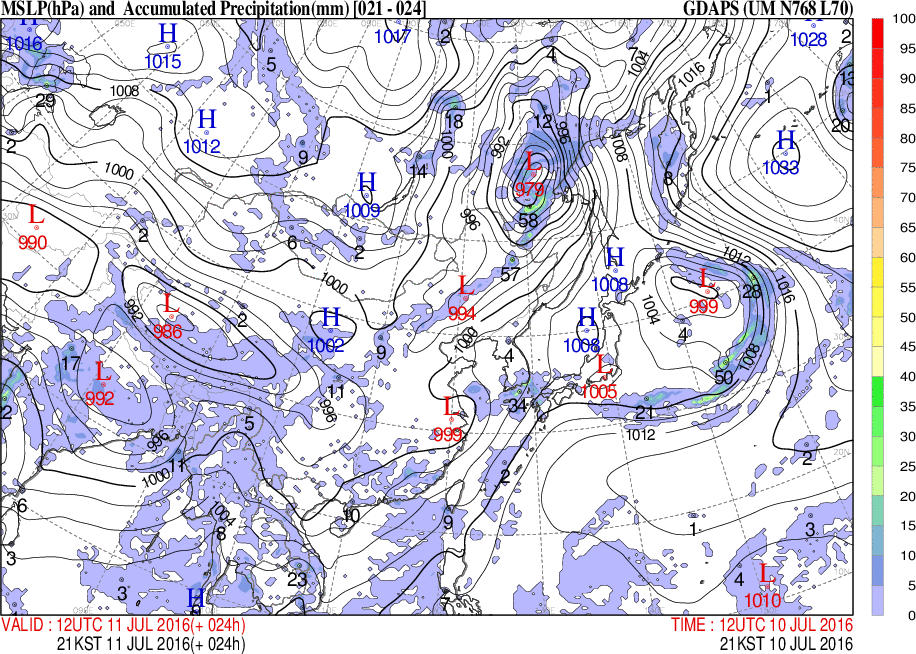 MSLP(hPa) and Accumulated Precipitation(mm) [021 - 024] GDAPS (UM N768 L70)
100
H H
1016 1017 2 1028 2
H
1015 5 4 7 1004 95
1016 13
90
1008 1
29 85
H 18 12 996 20
1012 1000 1008 H 80
2 9 992 1033
1000 14 L 8 75
H 979
1009 70
L 996 58
990 2 6 2 65
1012
57 H 60
1000 L 1008 L 28 1016
992 L 994 999 55
986 2 H H 1004
1002 1008 4 50
9 1000 1008
17 4 L 45
L 11 1005 50
992 34 40
2 996 L 21
5 999 1012 35
996
11 2 30
1000 2
6 25
1004 10 9 1 3
8 20
3
15
23 4 L
3 H 1010 10
5
0
VALID : 12UTC 11 JUL 2016(+ 024h) TIME : 12UTC 10 JUL 2016
21KST 11 JUL 2016(+ 024h) 21KST 10 JUL 2016